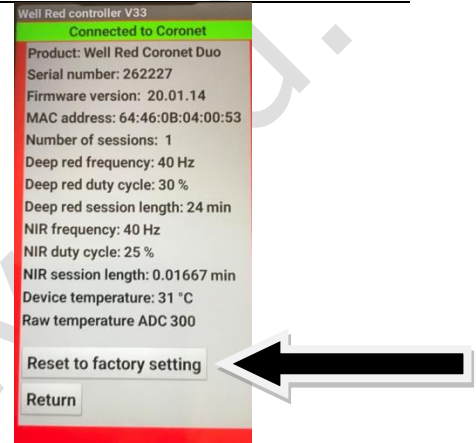 Well Red controller V33
Connected to Coronet
Product: Well Red Coronet Duo
Serial number: 262227
Firmware version: 20.01.14
MAC address: 64:46:0B:04:00:53
Number of sessions: 1
Deep red frequency: 40 Hz
Deep red duty cycle: 30 %
Deep red session length: 24 min
NIR frequency: 40 Hz
NIR duty cycle: 25 %
NIR session length: 0.01667 min
Device temperature: 31 °C
Raw temperature ADC 300
Reset to factory setting
Return